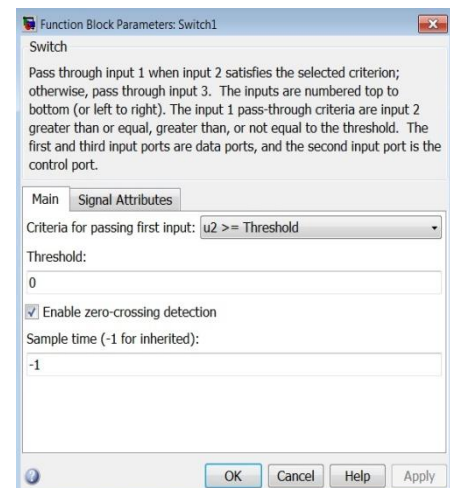 Function Block Parameters: Switch1
Switch
Pass through input 1 when input 2 satisfies the selected criterion;
otherwise, pass through input 3. The inputs are numbered top to
bottom (or left to right). The input 1 pass-through criteria are input 2
greater than or equal, greater than, or not equal to the threshold. The
first and third input ports are data ports, and the second input port is the
control port.
Main Signal Attributes
Criteria for passing first input: u2 >= Threshold
Threshold:
0
Enable zero-crossing detection
Sample time (-1 for inherited):
-1
OK Cancel Help Apply